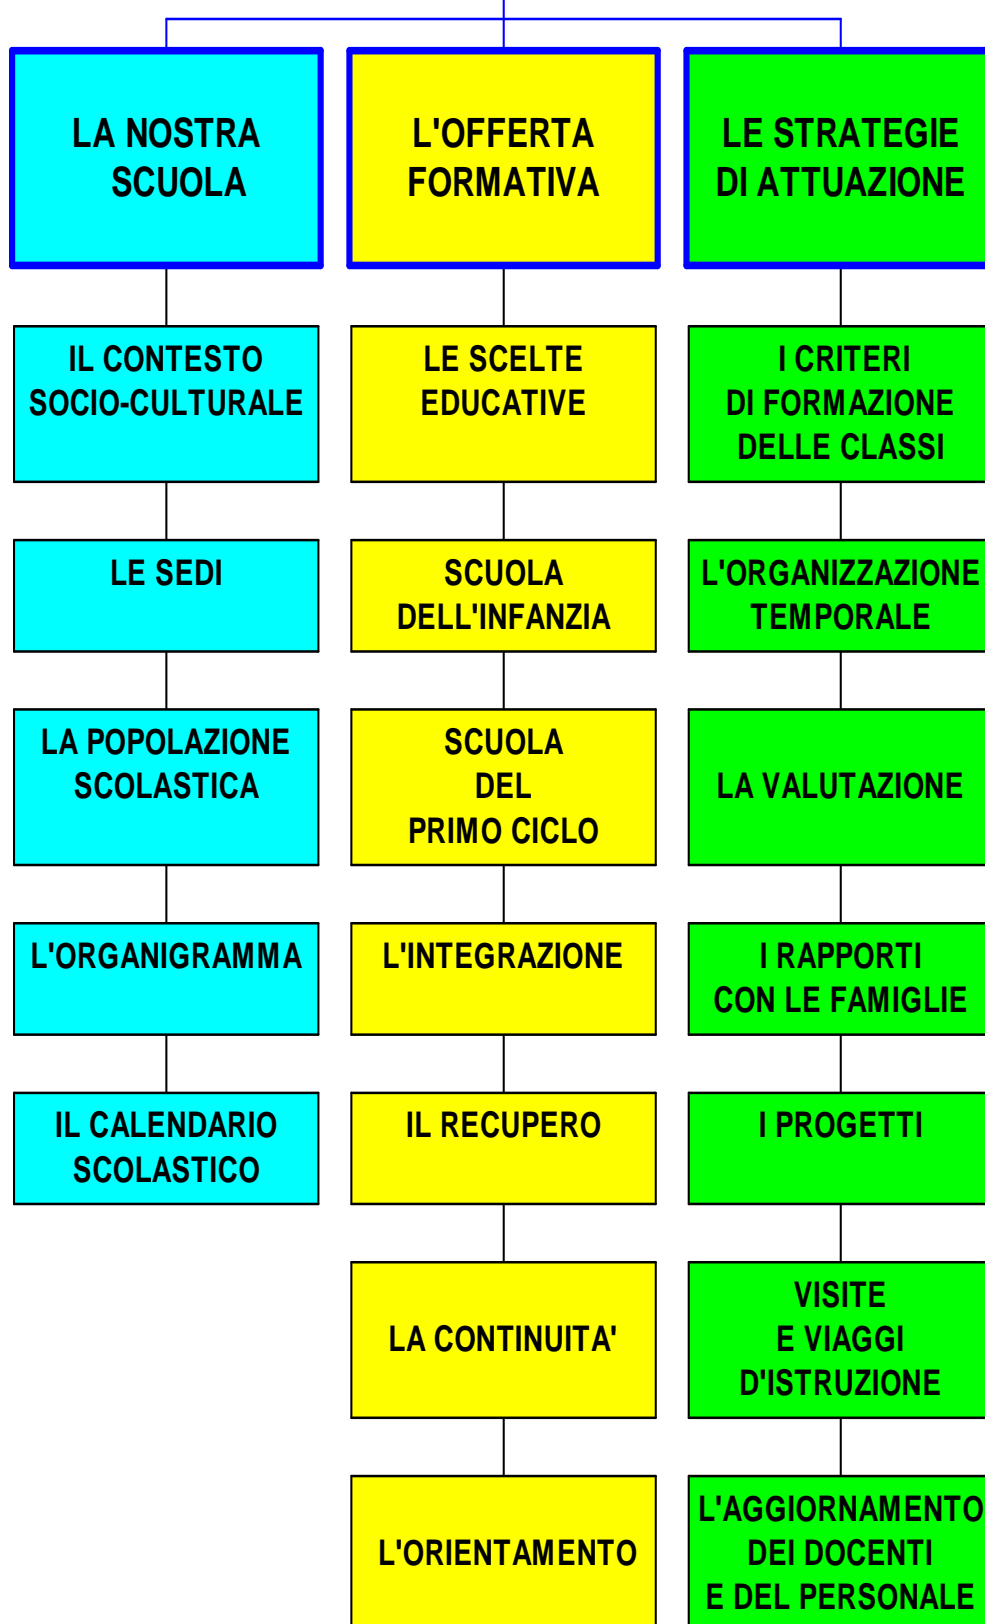 LA NOSTRA
SCUOLA
IL CONTESTO
SOCIO-CULTURALE
LE SEDI
LA POPOLAZIONE
SCOLASTICA
L'ORGANIGRAMMA
IL CALENDARIO
SCOLASTICO
L'OFFERTA
FORMATIVA
LE SCELTE
EDUCATIVE
SCUOLA
DELL'INFANZIA
SCUOLA
DEL
PRIMO CICLO
L'INTEGRAZIONE
IL RECUPERO
LA CONTINUITA'
L'ORIENTAMENTO
LE STRATEGIE
DI ATTUAZIONE
I CRITERI
DI FORMAZIONE
DELLE CLASSI
L'ORGANIZZAZIONE
TEMPORALE
LA VALUTAZIONE
I RAPPORTI
CON LE FAMIGLIE
I PROGETTI
VISITE
E VIAGGI
D'ISTRUZIONE
L'AGGIORNAMENTO
DEI DOCENTI
E DEL PERSONALE